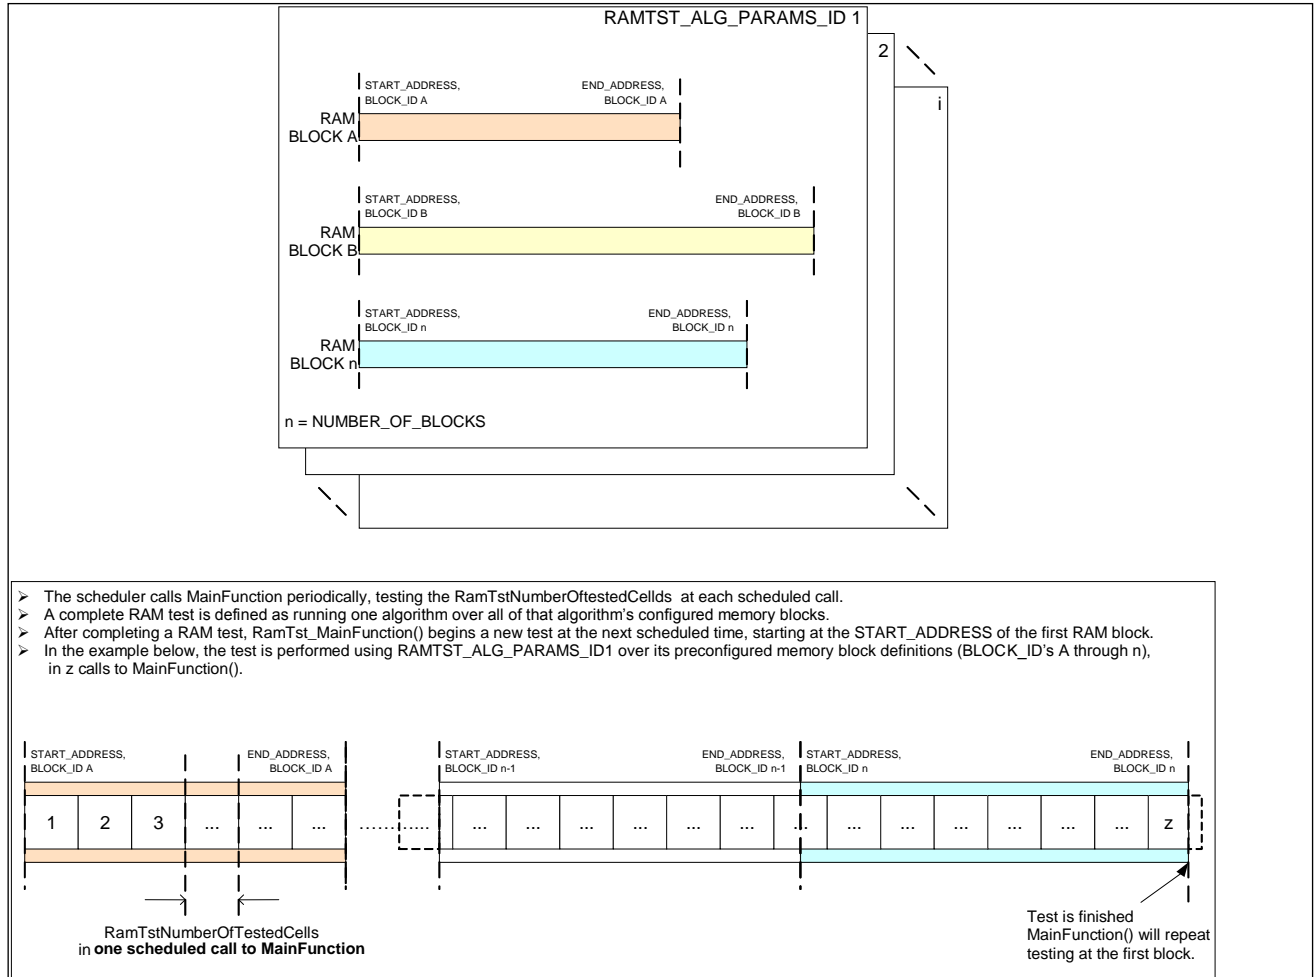 RAMTST_ALG_PARAMS_ID 1
2
i
START_ADDRESS,
BLOCK_ID A
END_ADDRESS,
BLOCK_ID A
RAM
BLOCK A
START_ADDRESS,
BLOCK_ID B
END_ADDRESS,
BLOCK_ID B
RAM
BLOCK B
START_ADDRESS,
BLOCK_ID n
END_ADDRESS,
BLOCK_ID n
RAM
BLOCK n
n = NUMBER_OF_BLOCKS
➢ The scheduler calls MainFunction periodically, testing the RamTstNumberOftestedCellds at each scheduled call.
➢ A complete RAM test is defined as running one algorithm over all of that algorithm's configured memory blocks.
➢ After completing a RAM test, RamTst_MainFunction() begins a new test at the next scheduled time, starting at the START_ADDRESS of the first RAM block.
➢ In the example below, the test is performed using RAMTST_ALG_PARAMS_ID1 over its preconfigured memory block definitions (BLOCK_ID's A through n),
in z calls to MainFunction().
START_ADDRESS,
BLOCK_ID A
END_ADDRESS,
BLOCK_ID A
START_ADDRESS,
BLOCK_ID n-1
END_ADDRESS,
BLOCK_ID n-1
START_ADDRESS,
BLOCK_ID n
END_ADDRESS,
BLOCK_ID n
1 2 3 ... ... ... ............ ... ... ... ... ... ... ... ... ... ... ... ... ... z
RamTstNumberOfTestedCells
in one scheduled call to MainFunction
Test is finished
MainFunction() will repeat
testing at the first block.